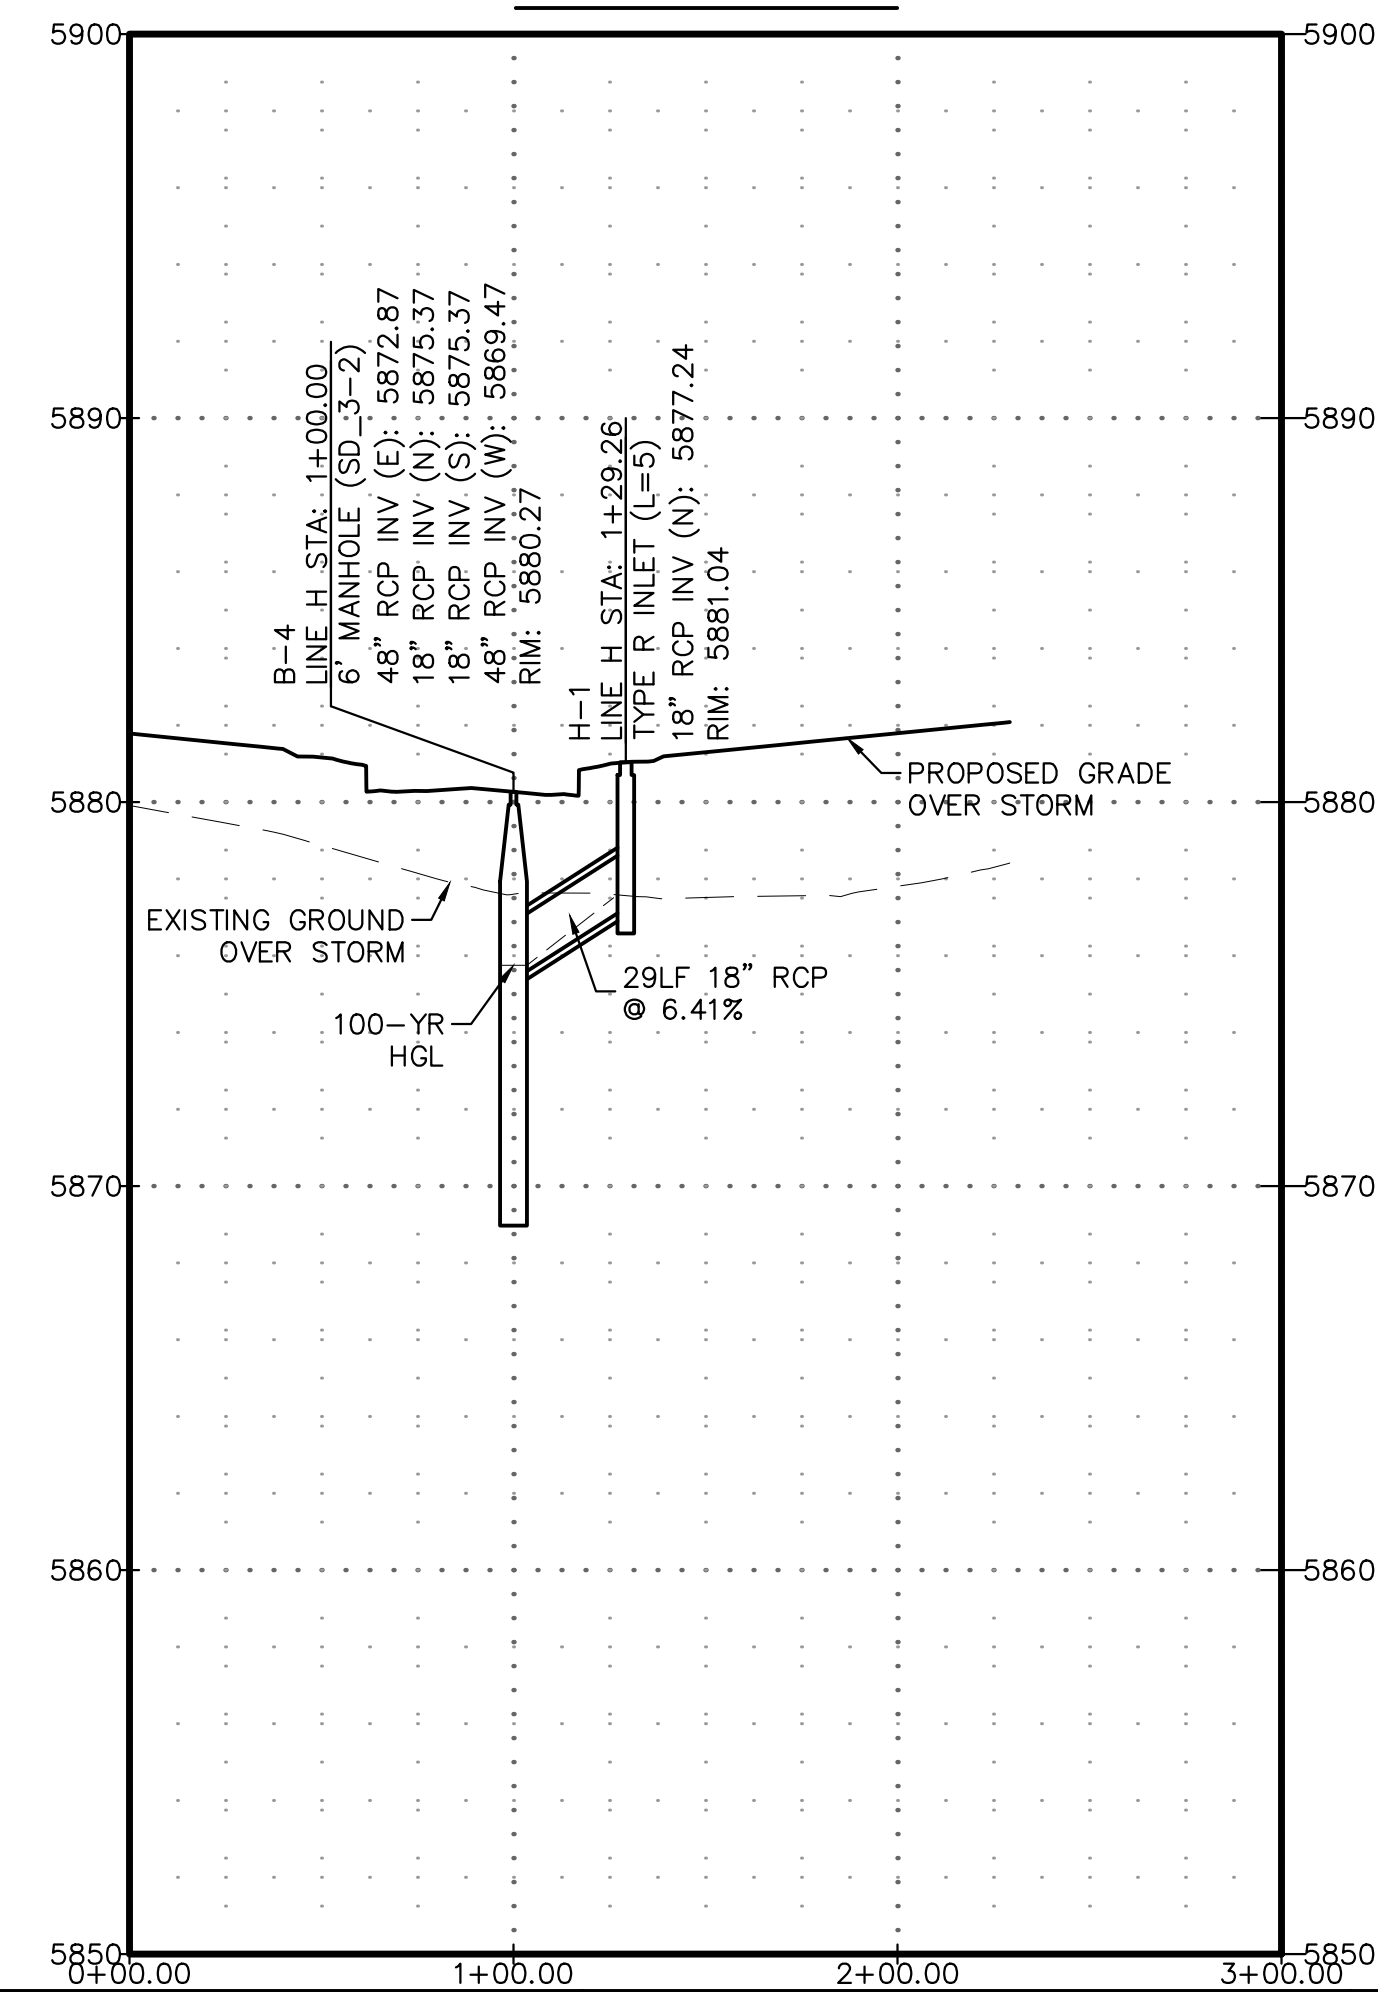 5900
5900
B-4
LINE H STA: 1+00.00
6' MANHOLE (SD_3-2)
48" RCP INV (E): 5872.87
18" RCP INV (N): 5875.37
18" RCP INV (S): 5875.37
48" RCP INV (W): 5869.47
RIM: 5880.27
H-1
LINE H STA: 1+29.26
TYPE R INLET (L=5)
18" RCP INV (N): 5877.24
RIM: 5881.04
5890
5890
PROPOSED GRADE
OVER STORM
5880
5880
EXISTING GROUND
OVER STORM
29LF 18" RCP
@ 6.41%
100-YR
HGL
5870
5870
5860
5860
5850
5850
0+00.00
1+00.00
2+00.00
3+00.00